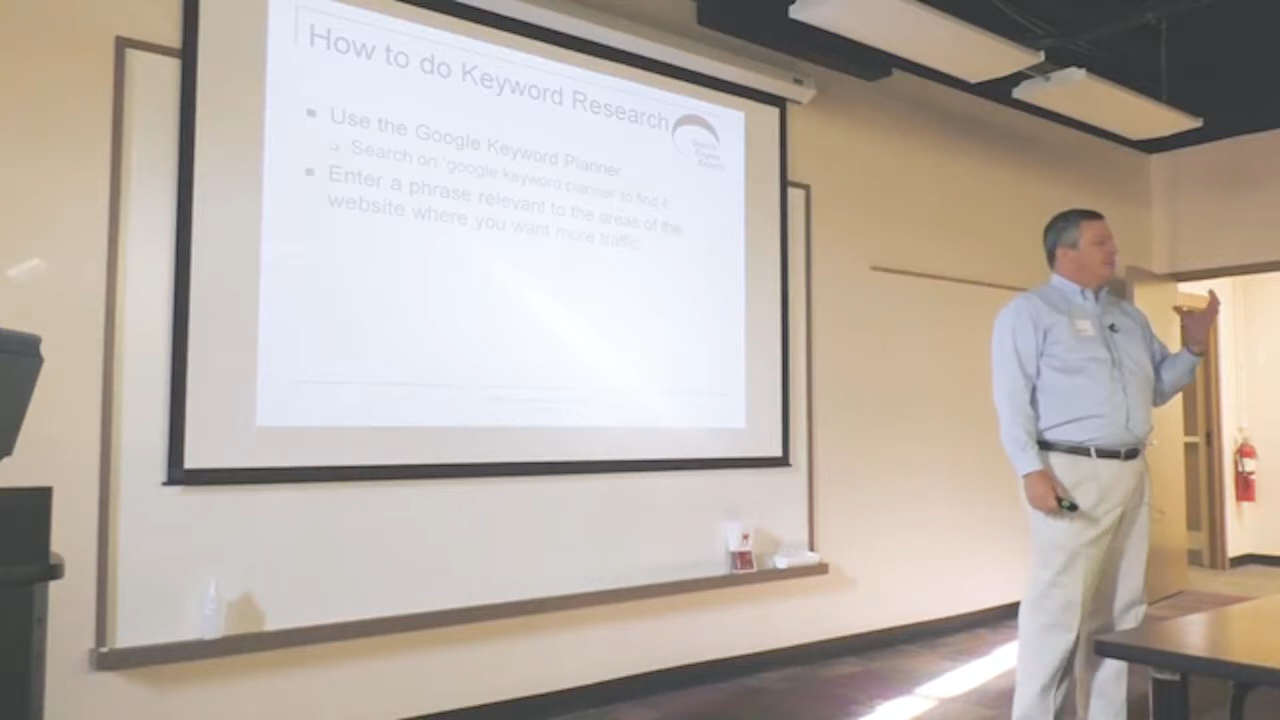 How to do Keyword Research
Use the Google Keyword Planner
Search on 'google keyword planner' to find it
Enter a phrase relevant to the areas of the
website where you want more traffic